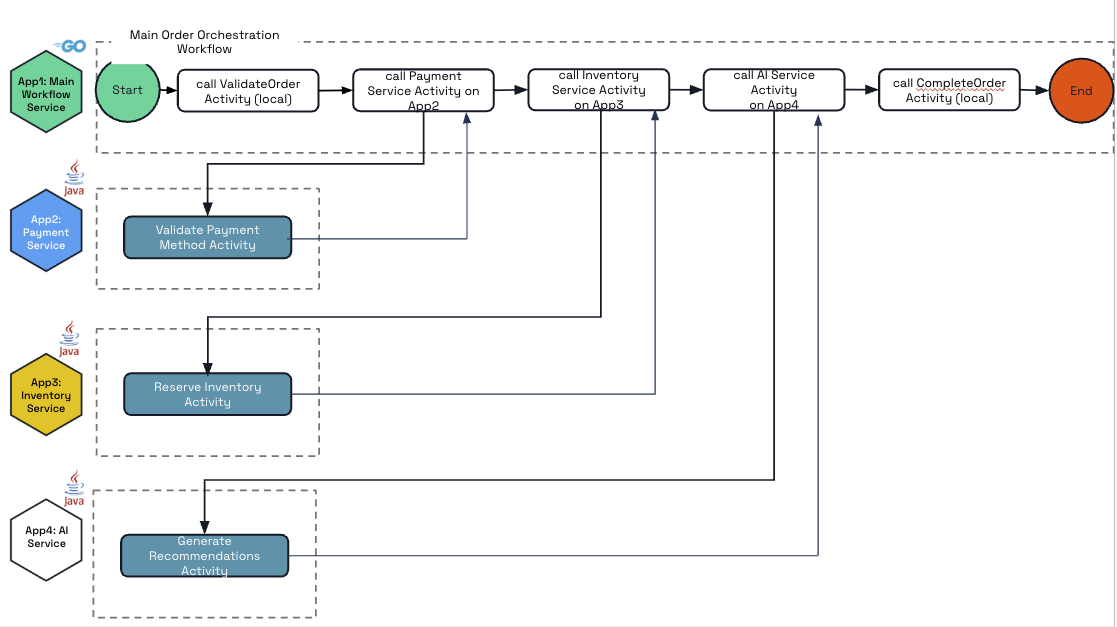 Main Order Orchestration
Workflow
GO
App1: Main
Workflow
Service
Start
call ValidateOrder
Activity (local)
call Payment
Service Activity on
App2
call Inventory
Service Activity
on App3
call AI Service
Activity
on App4
call CompleteOrder
Activity (local)
End
Java
App2:
Payment
Service
Validate Payment
Method Activity
Java
App3:
Inventory
Service
Reserve Inventory
Activity
Java
App4: AI
Service
Generate
Recommendations
Activity